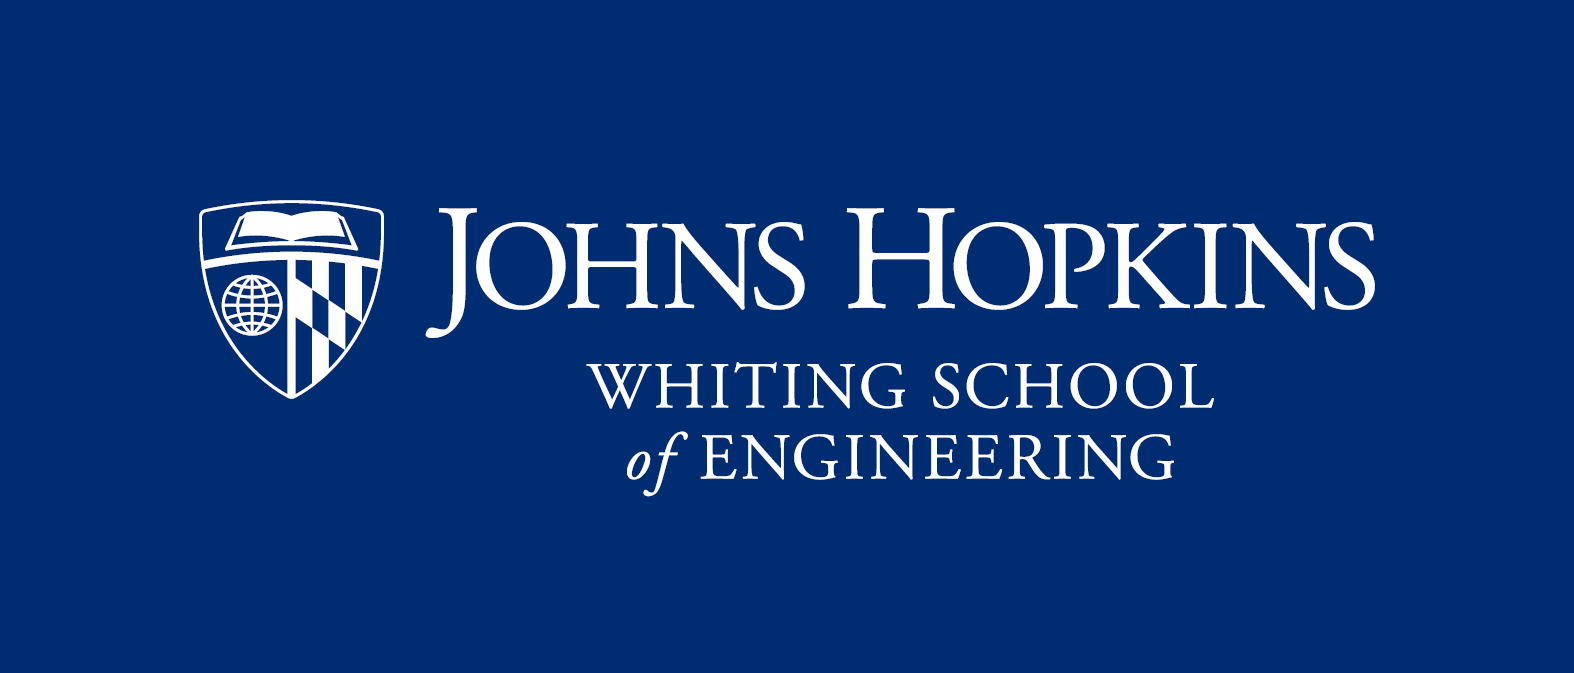 JOHNS HOPKINS
WHITING SCHOOL
of ENGINEERING